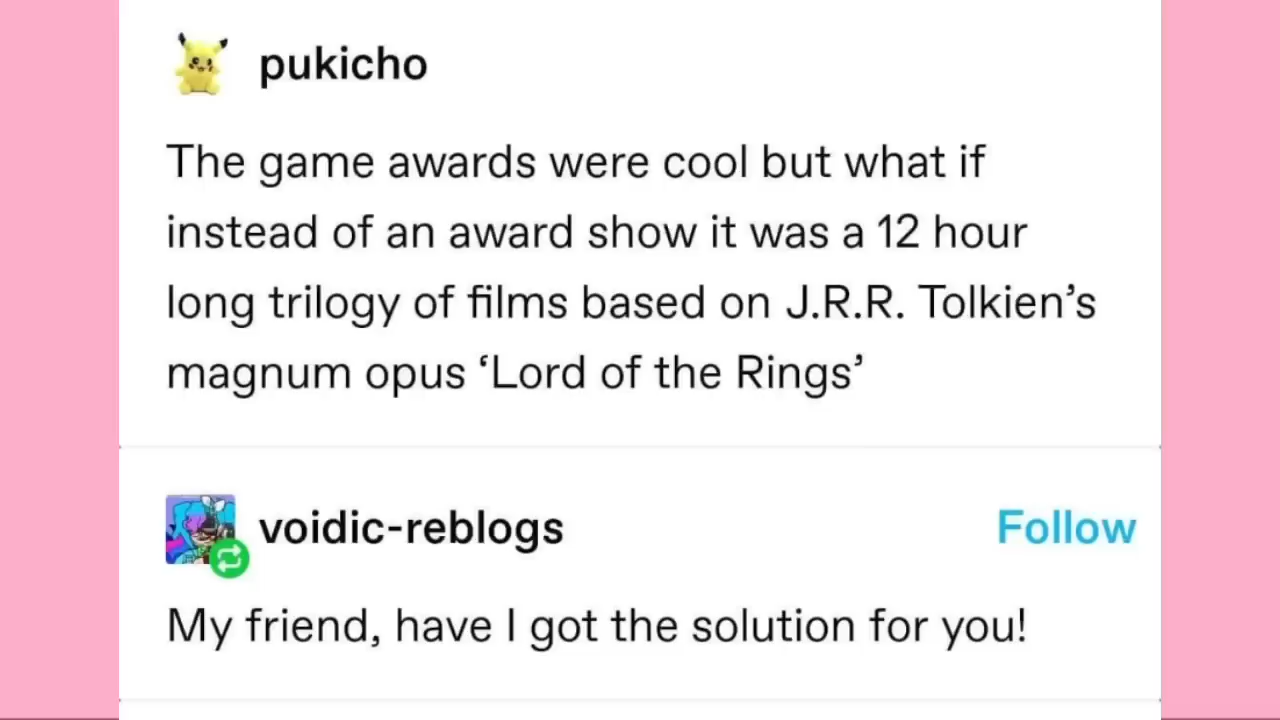 pukicho
The game awards were cool but what if
instead of an award show it was a 12 hour
long trilogy of films based on J.R.R. Tolkien’s
magnum opus ‘Lord of the Rings’
voidic-reblogs
Follow
My friend, have I got the solution for you!